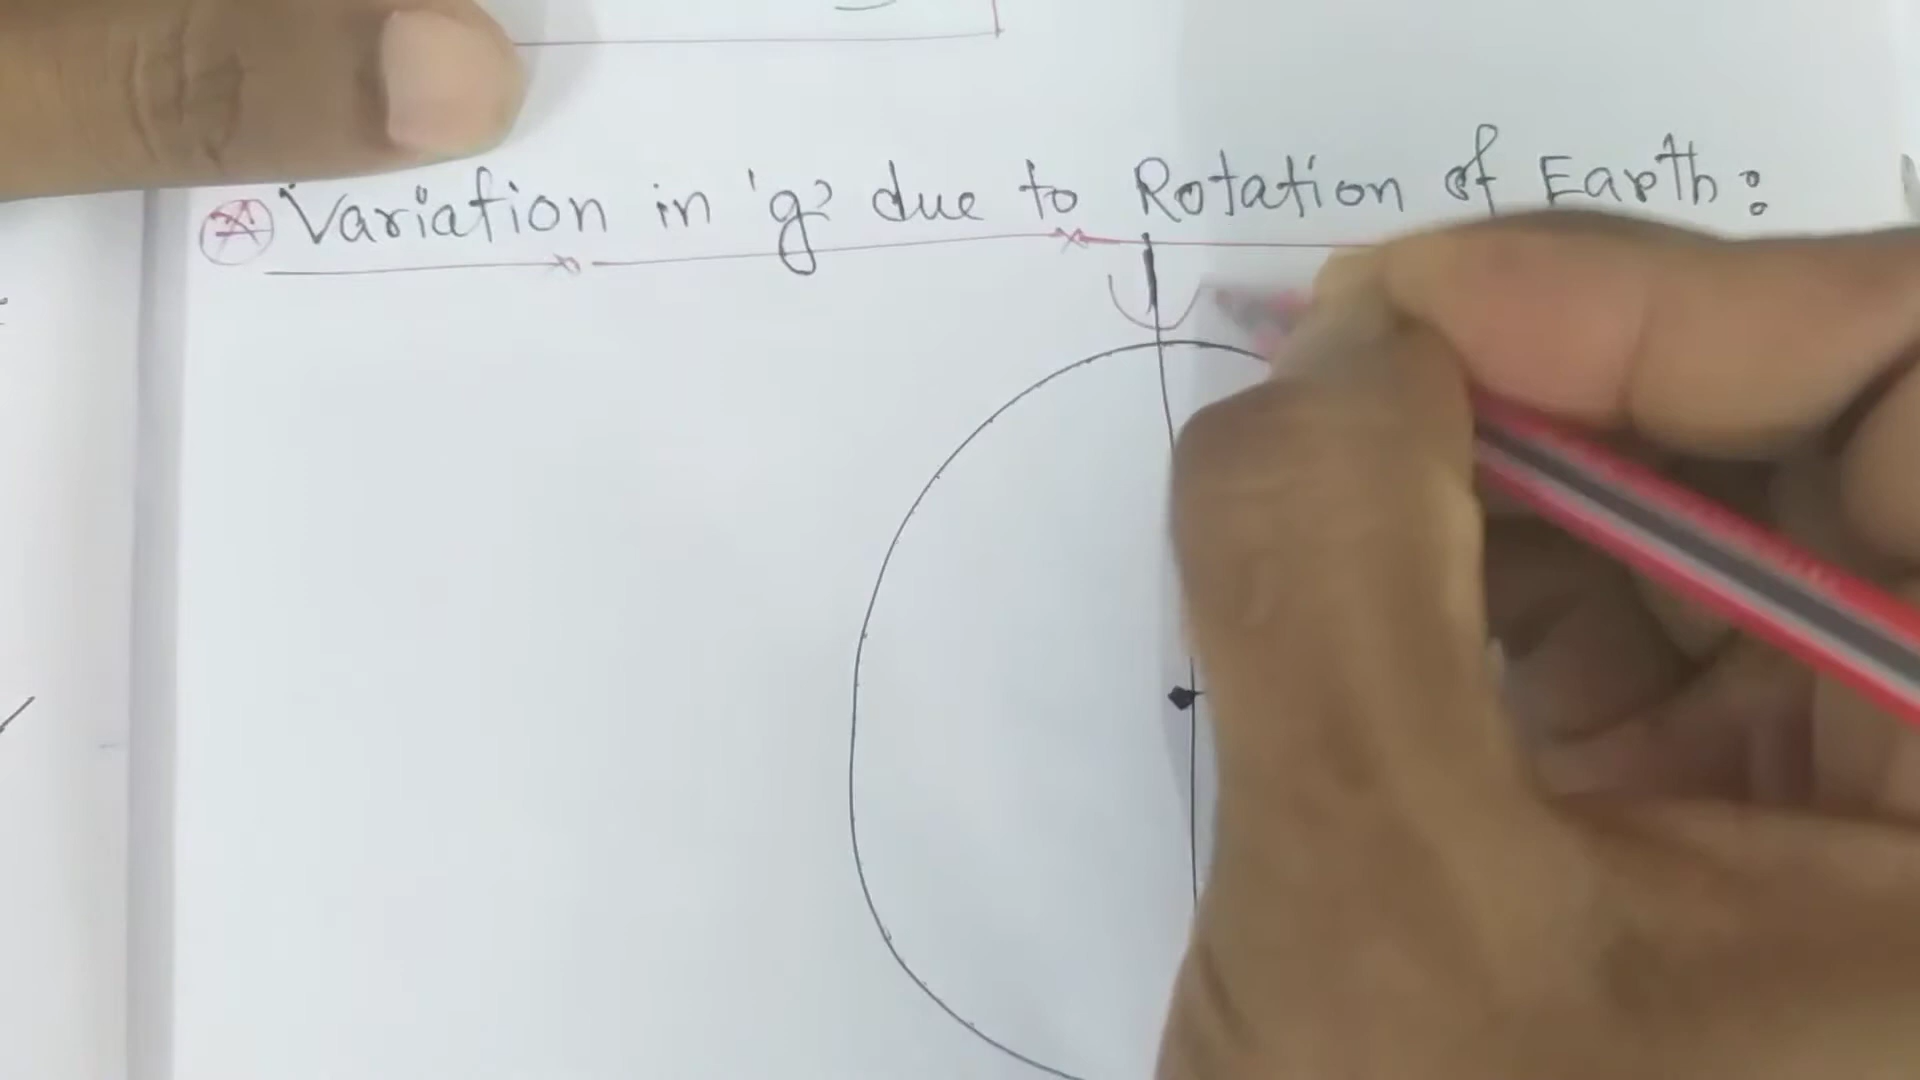 Variation in 'g' due to Rotation of Earth: